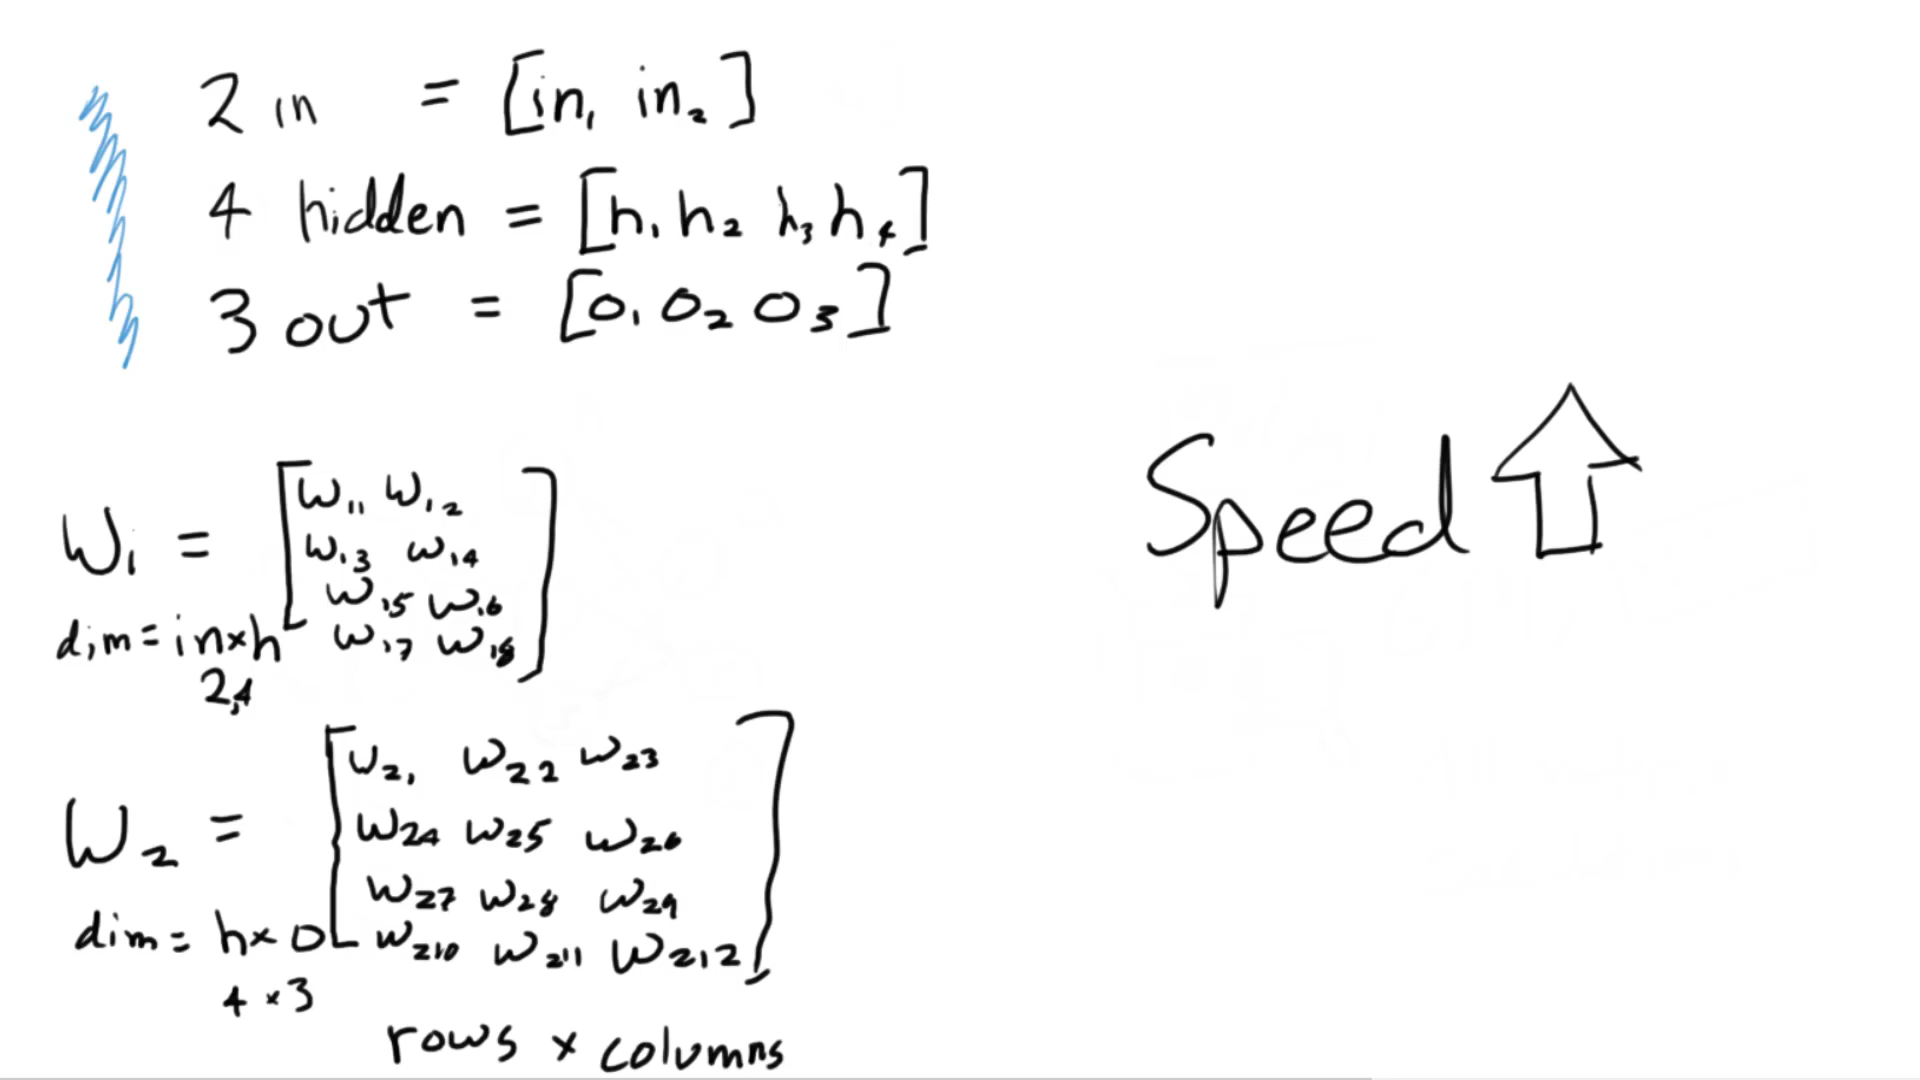 2 in = [in₁ in₂]
4 hidden = [h₁ h₂ h₃ h₄]
3 out = [o₁ o₂ o₃]
Speed
W₁ = [w₁₁ w₁₂
w₁₃ w₁₄
w₁₅ w₁₆
w₁₇ w₁₈]
dim = in×h
2,4
W₂ = [w₂₁ w₂₂ w₂₃
w₂₄ w₂₅ w₂₆
w₂₇ w₂₈ w₂₉
w₂₁₀ w₂₁₁ w₂₁₂]
dim = h× o
4 × 3
rows × columns